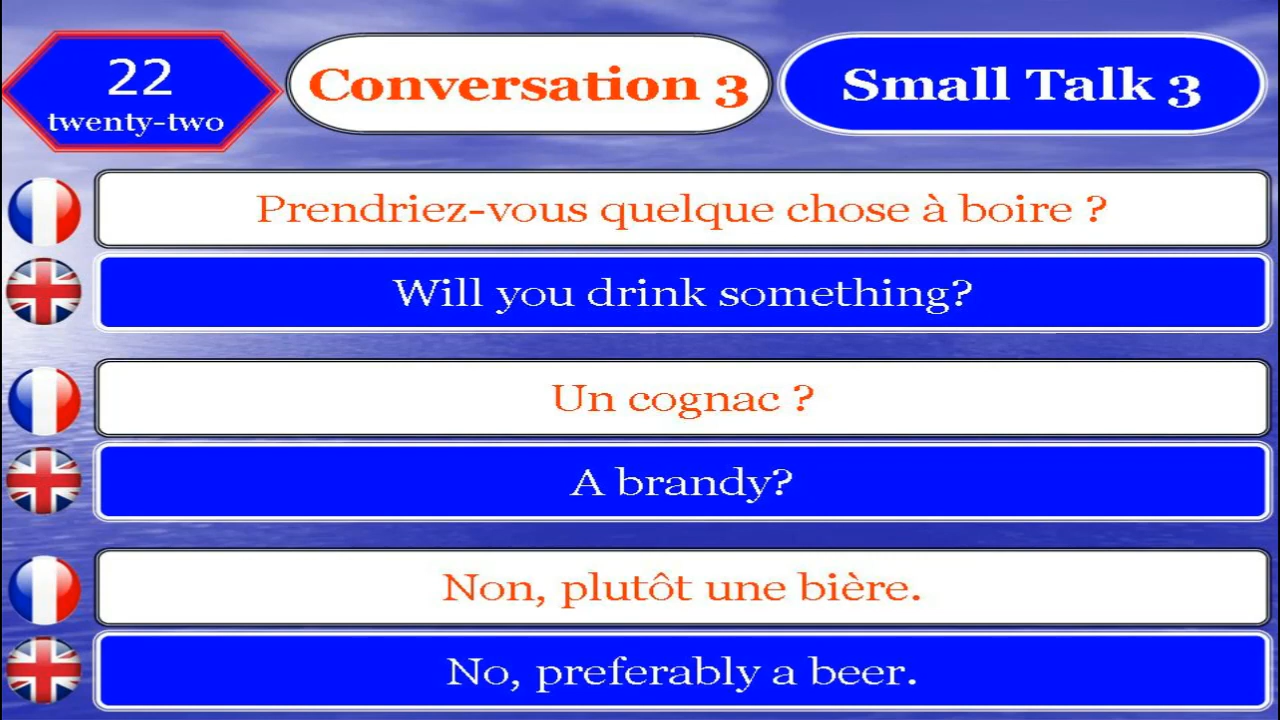 22
twenty-two
Conversation 3
Small Talk 3
Prendriez-vous quelque chose à boire ?
Will you drink something?
Un cognac ?
A brandy?
Non, plutôt une bière.
No, preferably a beer.